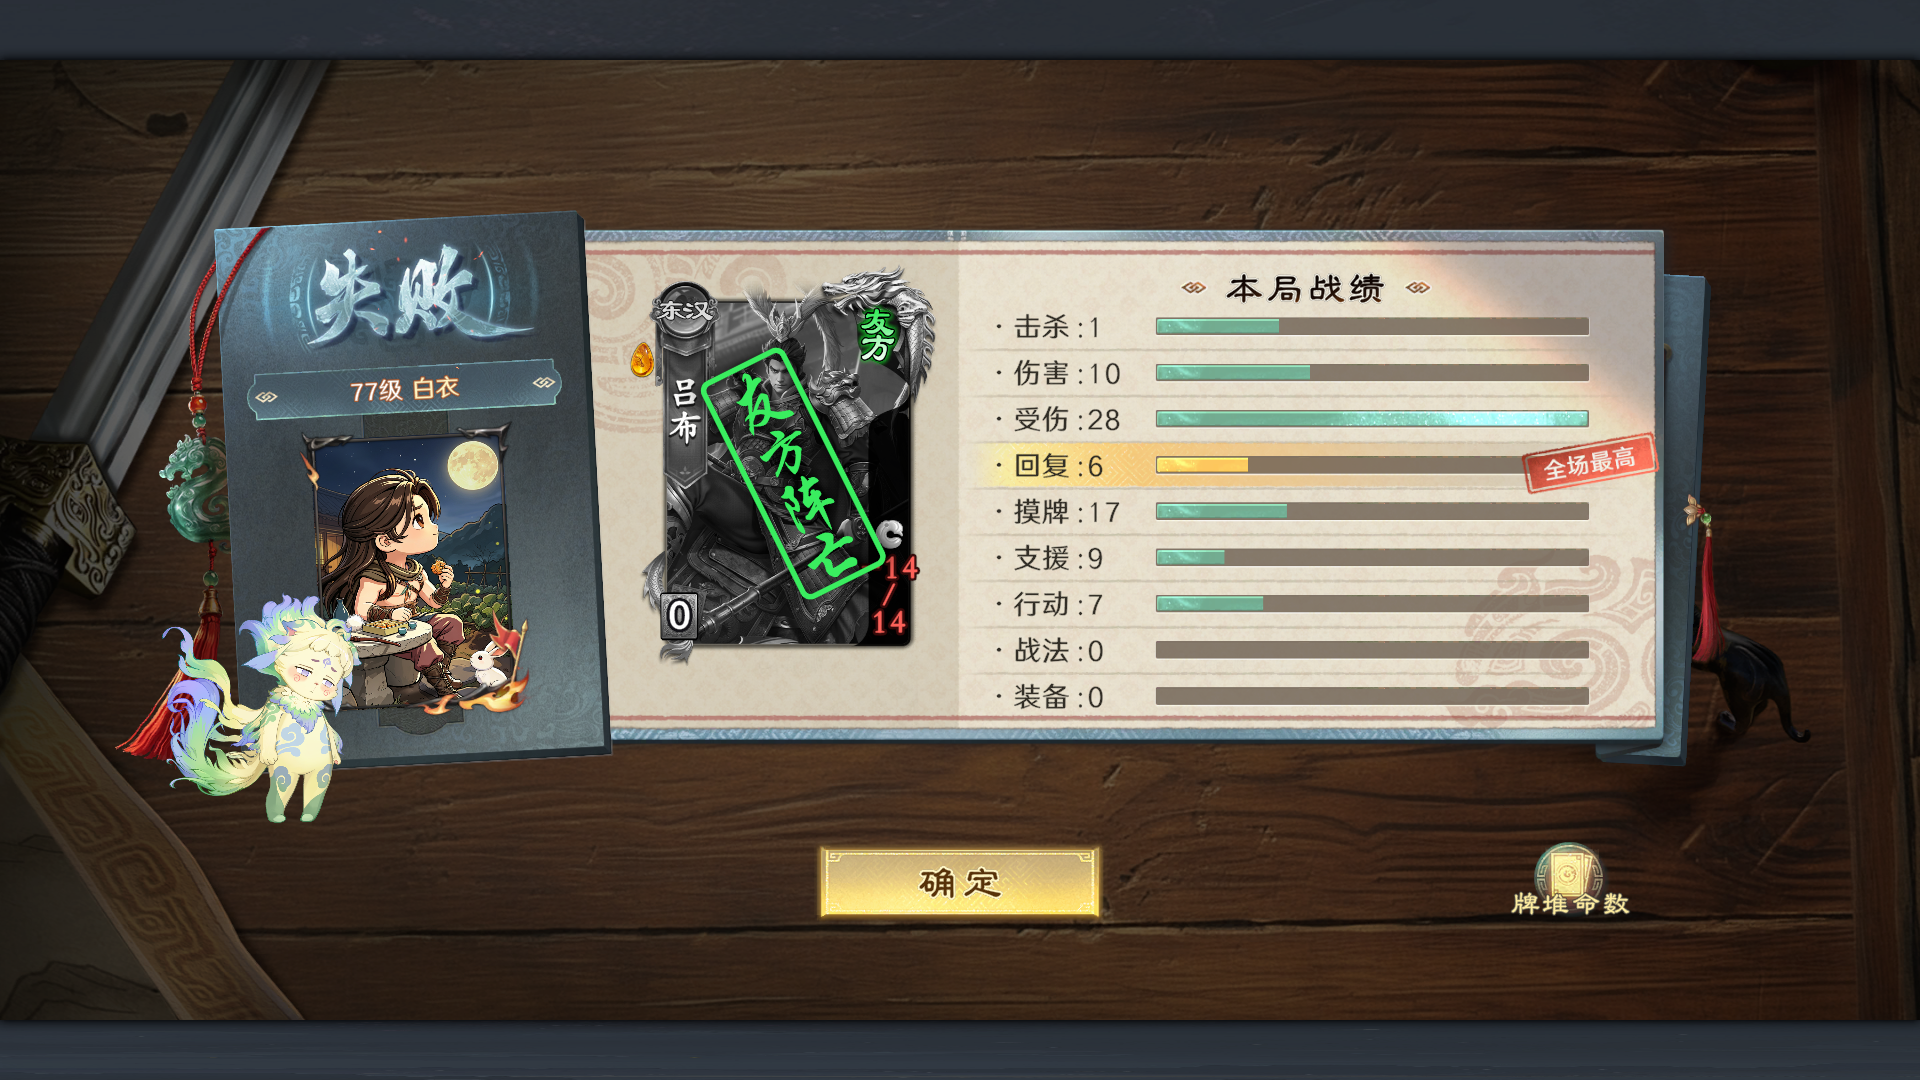 失败
77级 白衣
东汉
友方
吕布
友方阵亡
0
14
/
14
本局战绩
·击杀:1
·伤害:10
·受伤:28
·回复:6
全场最高
·摸牌:17
·支援:9
·行动:7
·战法:0
·装备:0
确定
牌堆命数